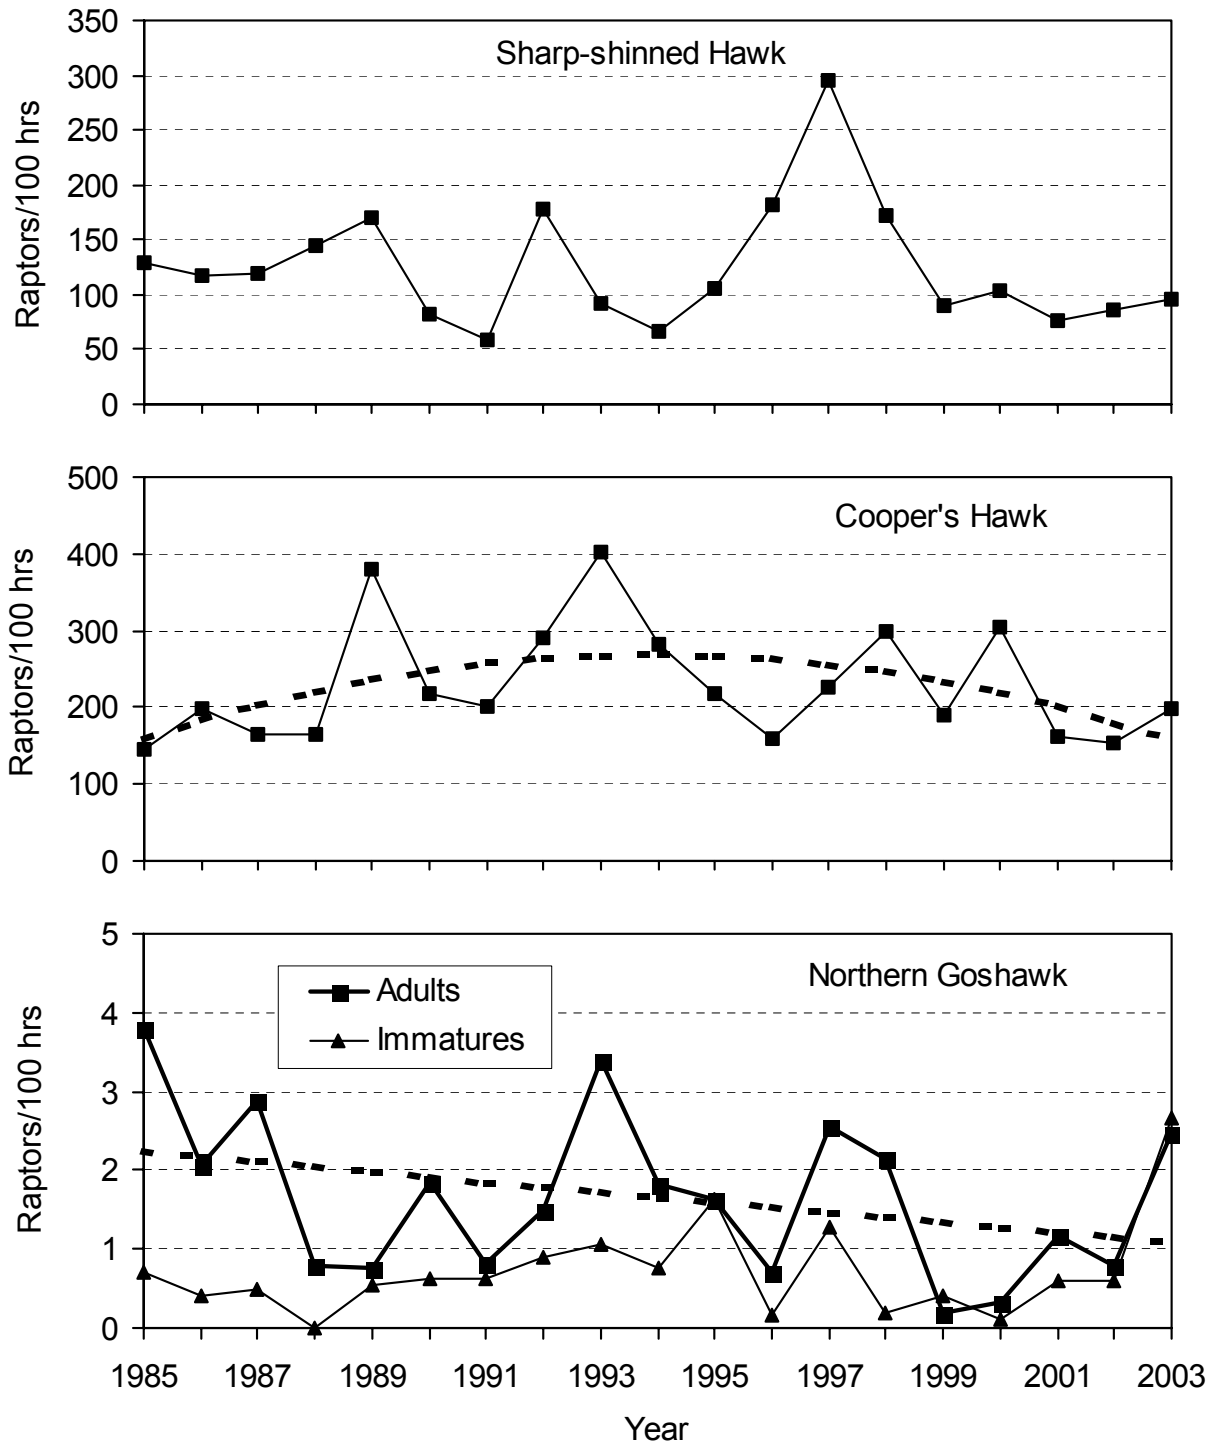 Sharp-shinned Hawk
Raptors/100 hrs
350
300
250
200
150
100
50
0
Cooper's Hawk
Raptors/100 hrs
500
400
300
200
100
0
Northern Goshawk
Adults
Immatures
Raptors/100 hrs
5
4
3
2
1
0
1985 1987 1989 1991 1993 1995 1997 1999 2001 2003
Year